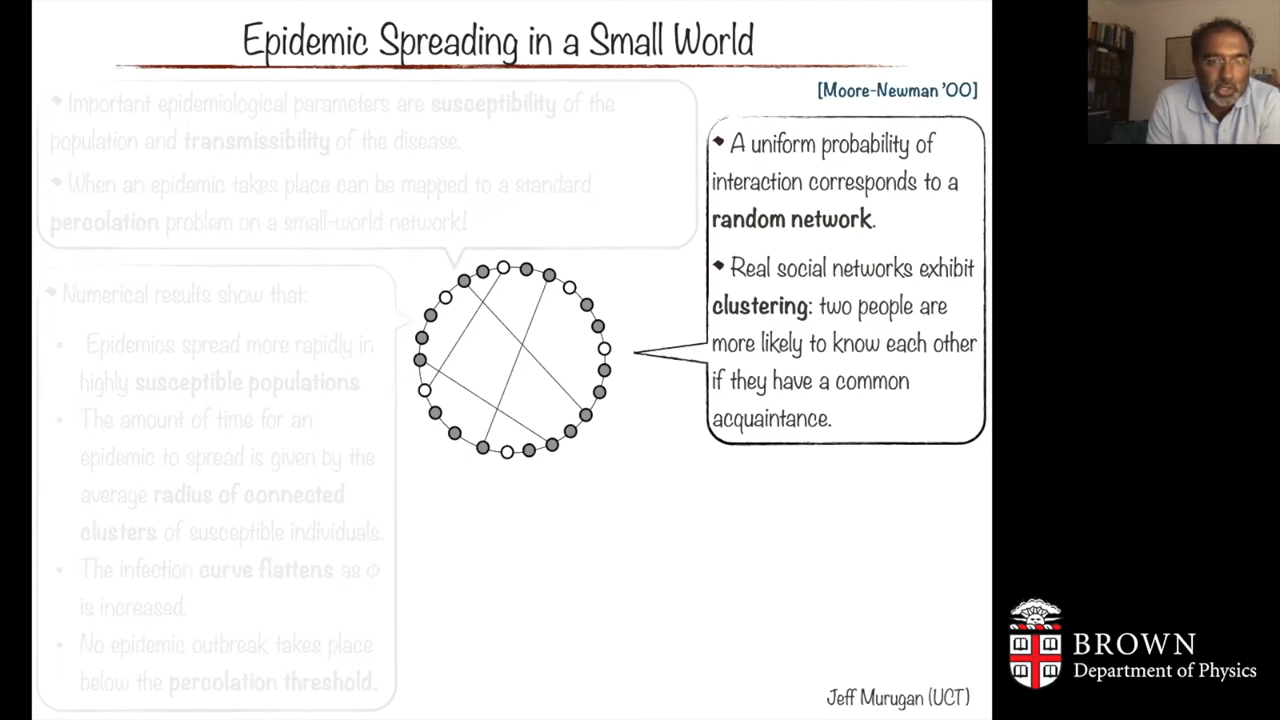 Epidemic Spreading in a Small World
[Moore-Newman '00]
• Important epidemiological parameters are susceptibility of the
population and transmissibility of the disease.
• When an epidemic takes place can be mapped to a standard
percolation problem on a small-world network!
• A uniform probability of
interaction corresponds to a
random network.
• Real social networks exhibit
clustering: two people are
more likely to know each other
if they have a common
acquaintance.
• Numerical results show that:
• Epidemics spread more rapidly in
highly susceptible populations
• The amount of time for an
epidemic to spread is given by the
average radius of connected
clusters of susceptible individuals.
• The infection curve flattens as φ
is increased.
• No epidemic outbreak takes place
below the percolation threshold.
Jeff Murugan (UCT)
BROWN
Department of Physics